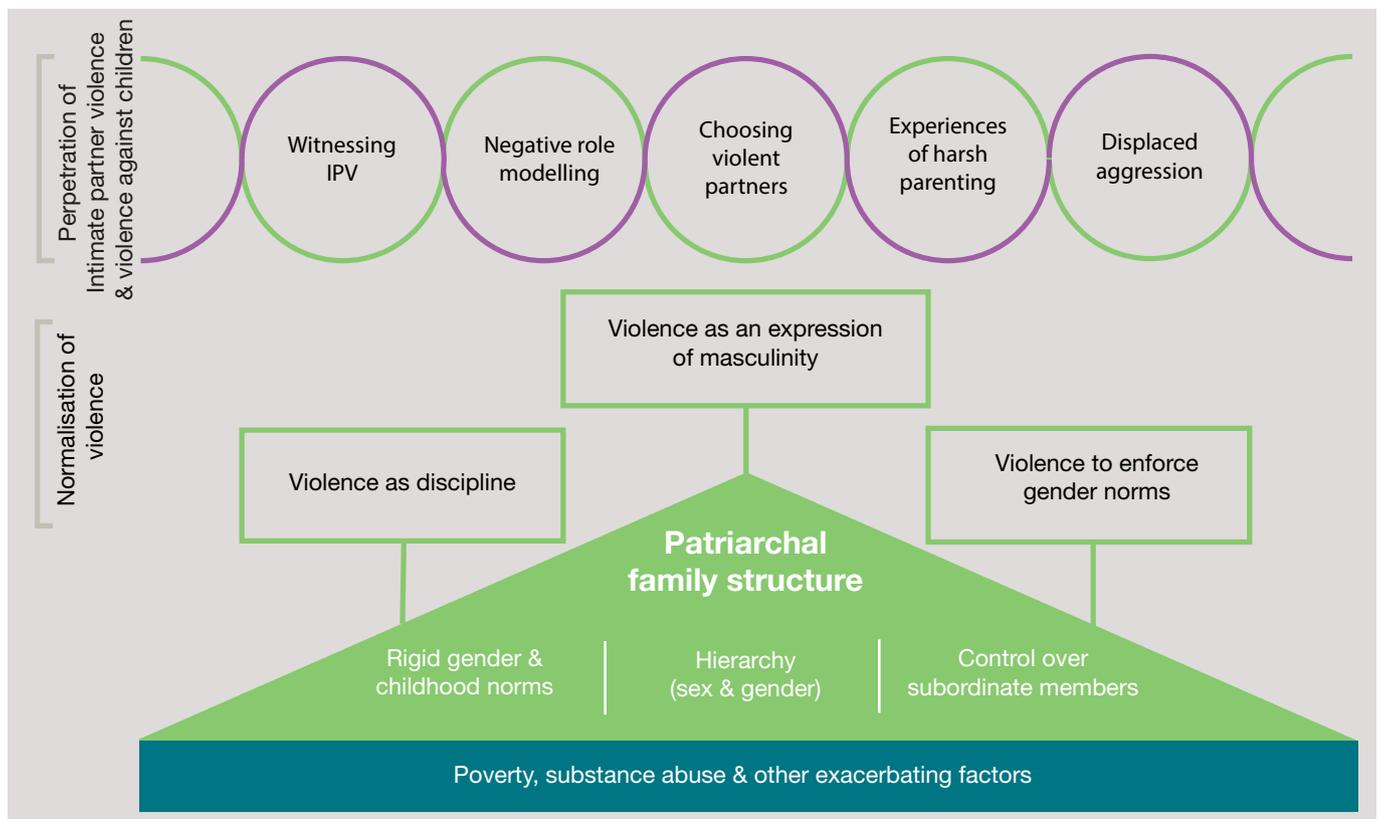 Perpetration of
Intimate partner violence
& violence against children
Witnessing
IPV
Negative role
modelling
Choosing
violent
partners
Experiences
of harsh
parenting
Displaced
aggression
Normalisation of
violence
Violence as an expression
of masculinity
Violence as discipline
Violence to enforce
gender norms
Patriarchal
family structure
Rigid gender &
childhood norms
Hierarchy
(sex & gender)
Control over
subordinate members
Poverty, substance abuse & other exacerbating factors